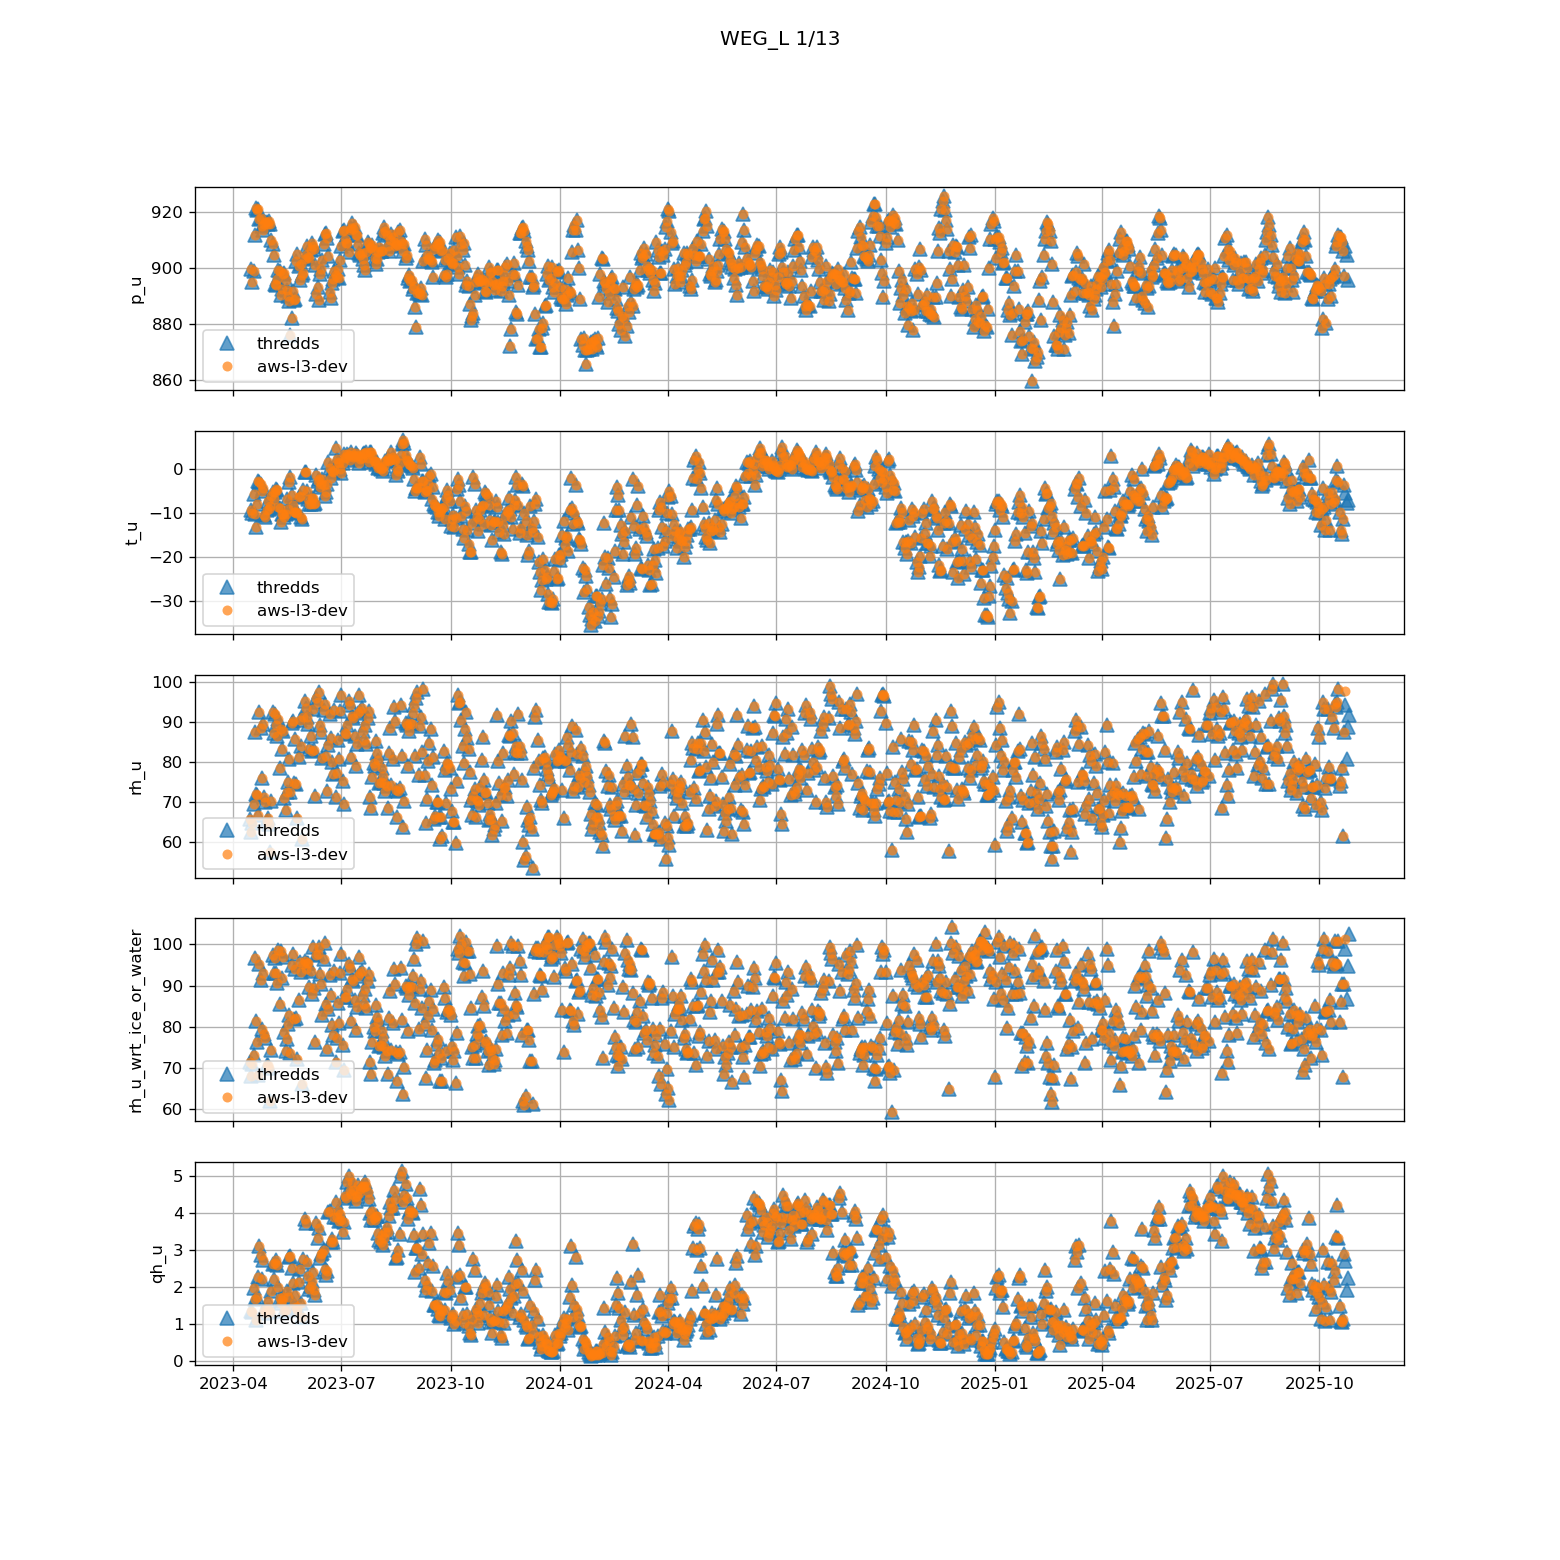 WEG_L 1/13
920
900
880
860
p_u
thredds
aws-l3-dev
0
−10
−20
−30
t_u
thredds
aws-l3-dev
100
90
80
70
60
rh_u
thredds
aws-l3-dev
100
90
80
70
60
rh_u_wrt_ice_or_water
thredds
aws-l3-dev
5
4
3
2
1
0
qh_u
thredds
aws-l3-dev
2023-04 2023-07 2023-10 2024-01 2024-04 2024-07 2024-10 2025-01 2025-04 2025-07 2025-10